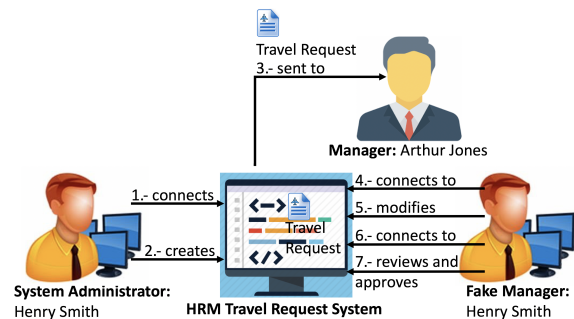 Travel Request
3.- sent to
Manager: Arthur Jones
1.- connects
2.- creates
Travel
Request
4.- connects to
5.- modifies
6.- connects to
7.- reviews and
approves
System Administrator:
Henry Smith
HRM Travel Request System
Fake Manager:
Henry Smith